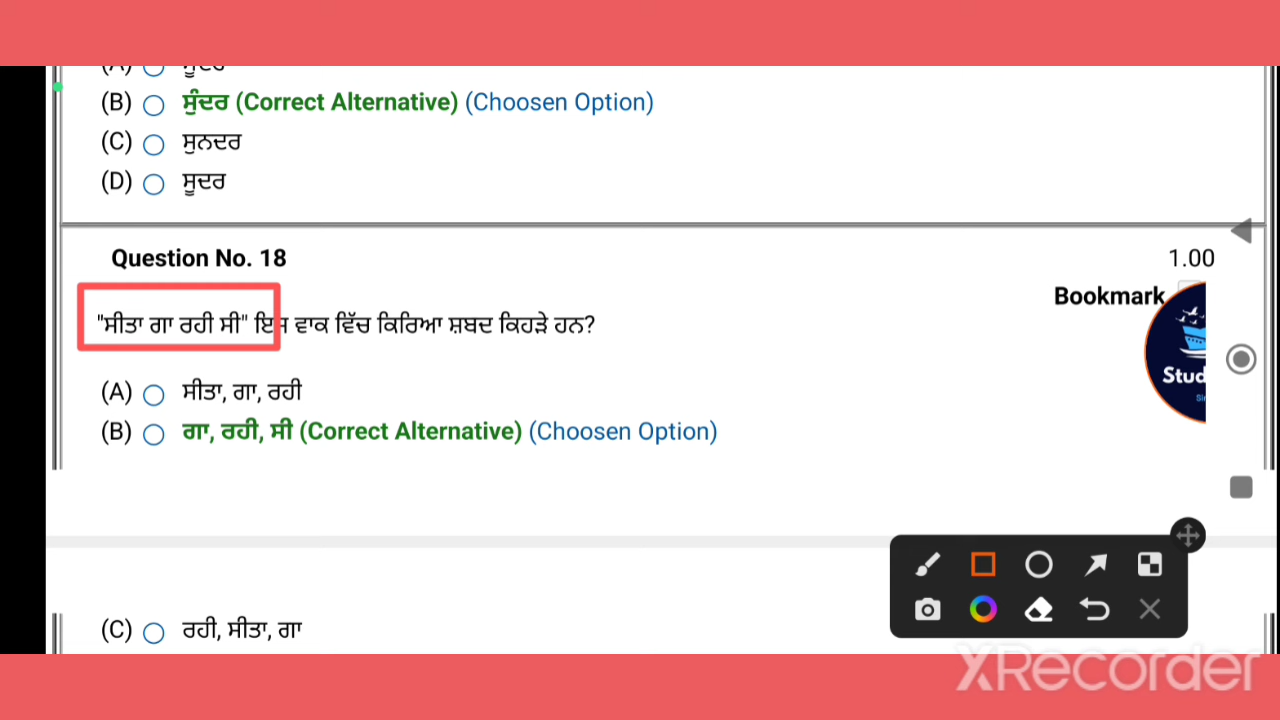 (B) ਸੁੰਦਰ (Correct Alternative) (Choosen Option)
(C) ਸੁਨਦਰ
(D) ਸੂਦਰ
Question No. 18 1.00
Bookmark
"ਸੀਤਾ ਗਾ ਰਹੀ ਸੀ" ਇਸ ਵਾਕ ਵਿੱਚ ਕਿਰਿਆ ਸ਼ਬਦ ਕਿਹੜੇ ਹਨ?
(A) ਸੀਤਾ, ਗਾ, ਰਹੀ
Stud
(B) ਗਾ, ਰਹੀ, ਸੀ (Correct Alternative) (Choosen Option)
(C) ਰਹੀ, ਸੀਤਾ, ਗਾ
XRecorder